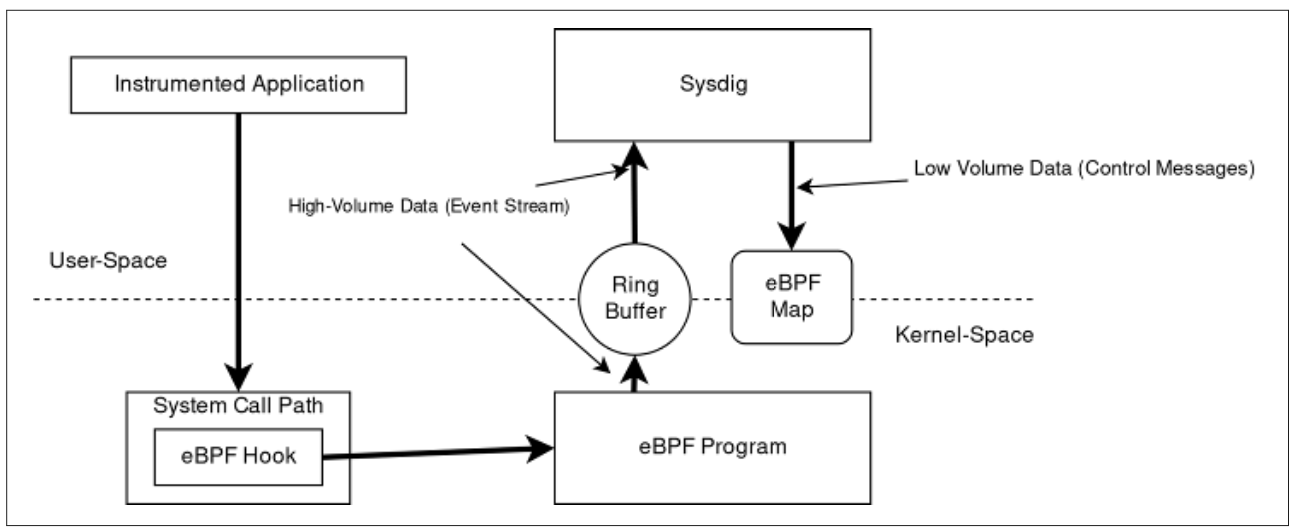 Instrumented Application
Sysdig
Low Volume Data (Control Messages)
High-Volume Data (Event Stream)
User-Space
Ring
Buffer
eBPF
Map
Kernel-Space
System Call Path
eBPF Hook
eBPF Program